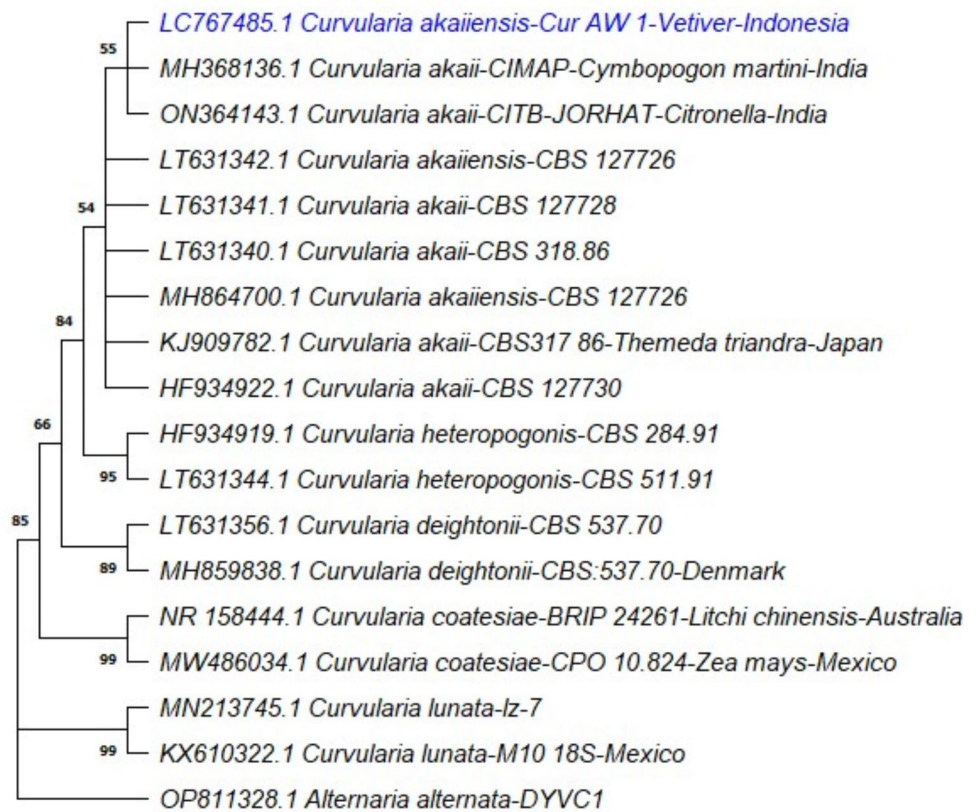 LC767485.1 Curvularia akaiiensis-Cur AW 1-Vetiver-Indonesia
55
MH368136.1 Curvularia akaii-CIMAP-Cymbopogon martini-India
ON364143.1 Curvularia akaii-CITB-JORHAT-Citronella-India
LT631342.1 Curvularia akaiiensis-CBS 127726
54
LT631341.1 Curvularia akaii-CBS 127728
LT631340.1 Curvularia akaii-CBS 318.86
MH864700.1 Curvularia akaiiensis-CBS 127726
84
KJ909782.1 Curvularia akaii-CBS317 86-Themeda triandra-Japan
HF934922.1 Curvularia akaii-CBS 127730
66
HF934919.1 Curvularia heteropogonis-CBS 284.91
95
LT631344.1 Curvularia heteropogonis-CBS 511.91
85
LT631356.1 Curvularia deightonii-CBS 537.70
89
MH859838.1 Curvularia deightonii-CBS:537.70-Denmark
NR 158444.1 Curvularia coatesiae-BRIP 24261-Litchi chinensis-Australia
99
MW486034.1 Curvularia coatesiae-CPO 10.824-Zea mays-Mexico
MN213745.1 Curvularia lunata-lz-7
99
KX610322.1 Curvularia lunata-M10 18S-Mexico
OP811328.1 Alternaria alternata-DYVC1